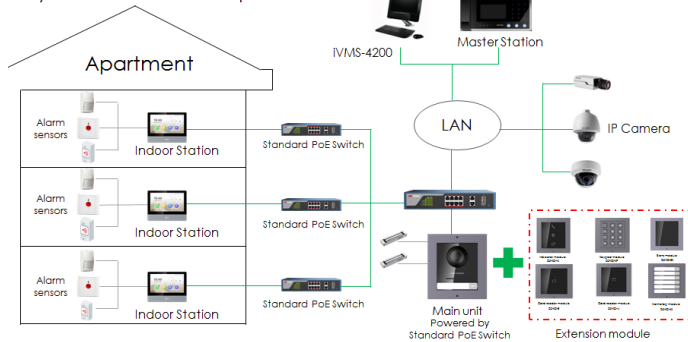 iVMS-4200
Master Station
Apartment
LAN
IP Camera
Alarm
sensors
Indoor Station
Standard PoE Switch
Alarm
sensors
Indoor Station
Standard PoE Switch
Alarm
sensors
Indoor Station
Standard PoE Switch
Main unit
Powered by
Standard PoE Switch
Extension module